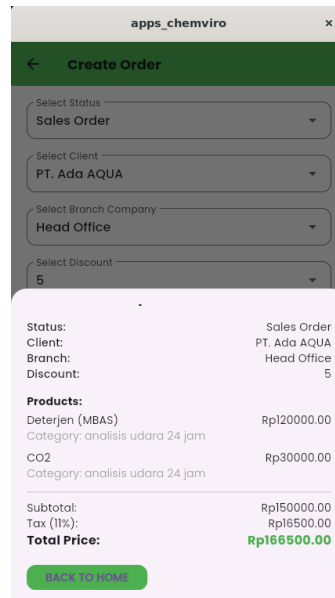 apps_chemviro ×
Create Order
Select Status
Sales Order
Select Client
PT. Ada AQUA
Select Branch Company
Head Office
Select Discount
5
Status: Sales Order
Client: PT. Ada AQUA
Branch: Head Office
Discount: 5
Products:
Deterjen (MBAS) Rp120000.00
Category: analisis udara 24 jam
CO2 Rp30000.00
Category: analisis udara 24 jam
Subtotal: Rp150000.00
Tax (11%): Rp16500.00
Total Price: Rp166500.00
BACK TO HOME